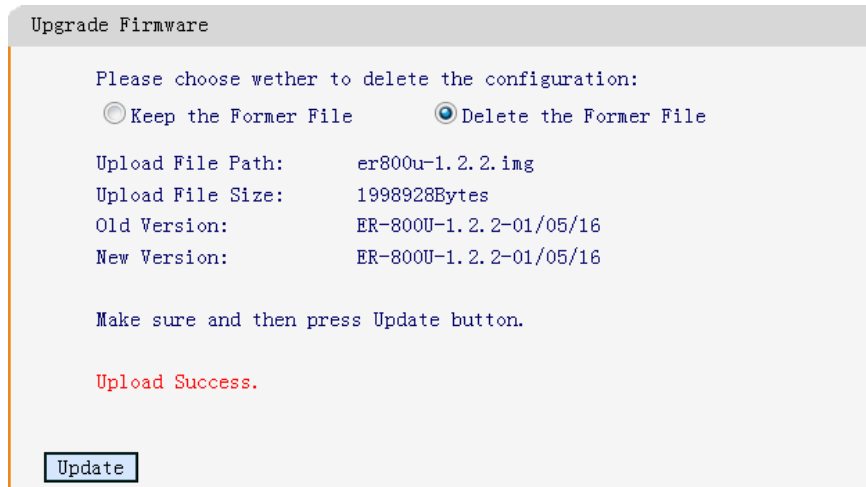 Upgrade Firmware
Please choose wether to delete the configuration:
Keep the Former File Delete the Former File
Upload File Path: er800u-1.2.2.img
Upload File Size: 1998928Bytes
Old Version: ER-800U-1.2.2-01/05/16
New Version: ER-800U-1.2.2-01/05/16
Make sure and then press Update button.
Upload Success.
Update